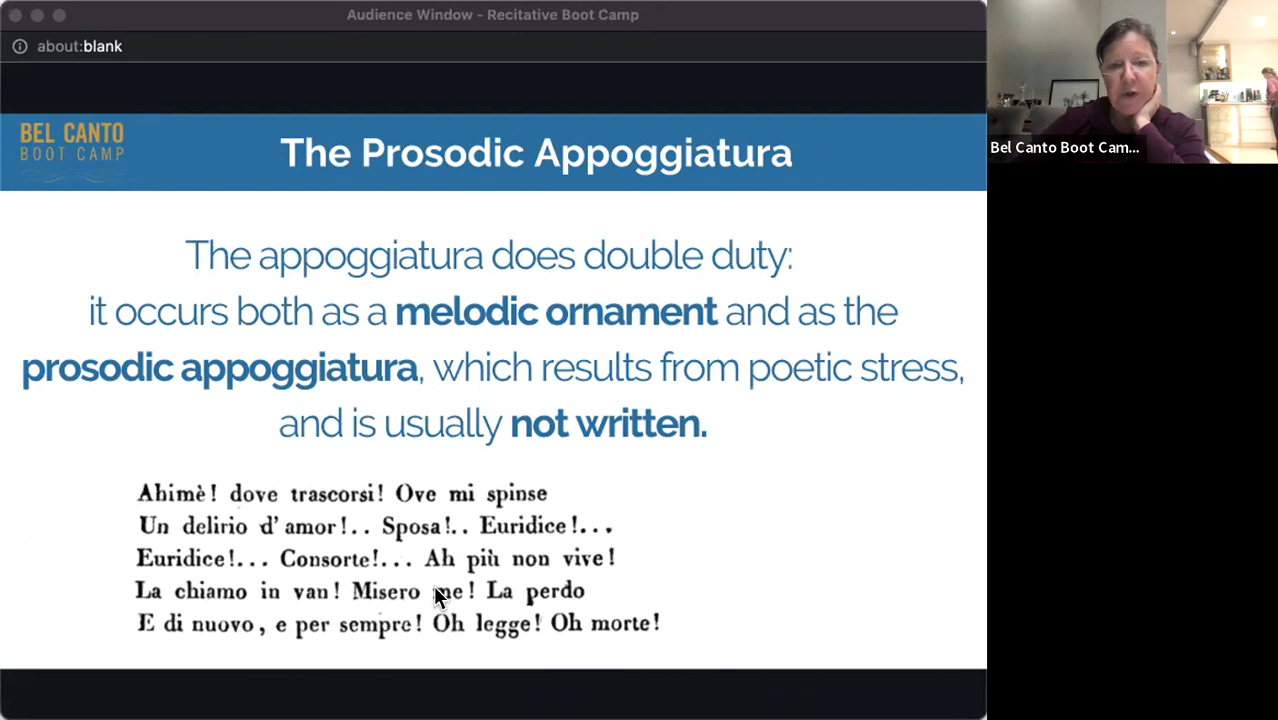 Audience Window - Recitative Boot Camp
about:blank
BEL CANTO
BOOT CAMP
The Prosodic Appoggiatura
Bel Canto Boot Cam...
The appoggiatura does double duty:
it occurs both as a melodic ornament and as the
prosodic appoggiatura, which results from poetic stress,
and is usually not written.
Ahimè! dove trascorsi! Ove mi spinse
Un delirio d'amor!.. Sposa!.. Euridice!...
Euridice!... Consorte!... Ah più non vive!
La chiamo in van! Misero me! La perdo
E di nuovo, e per sempre! Oh legge! Oh morte!